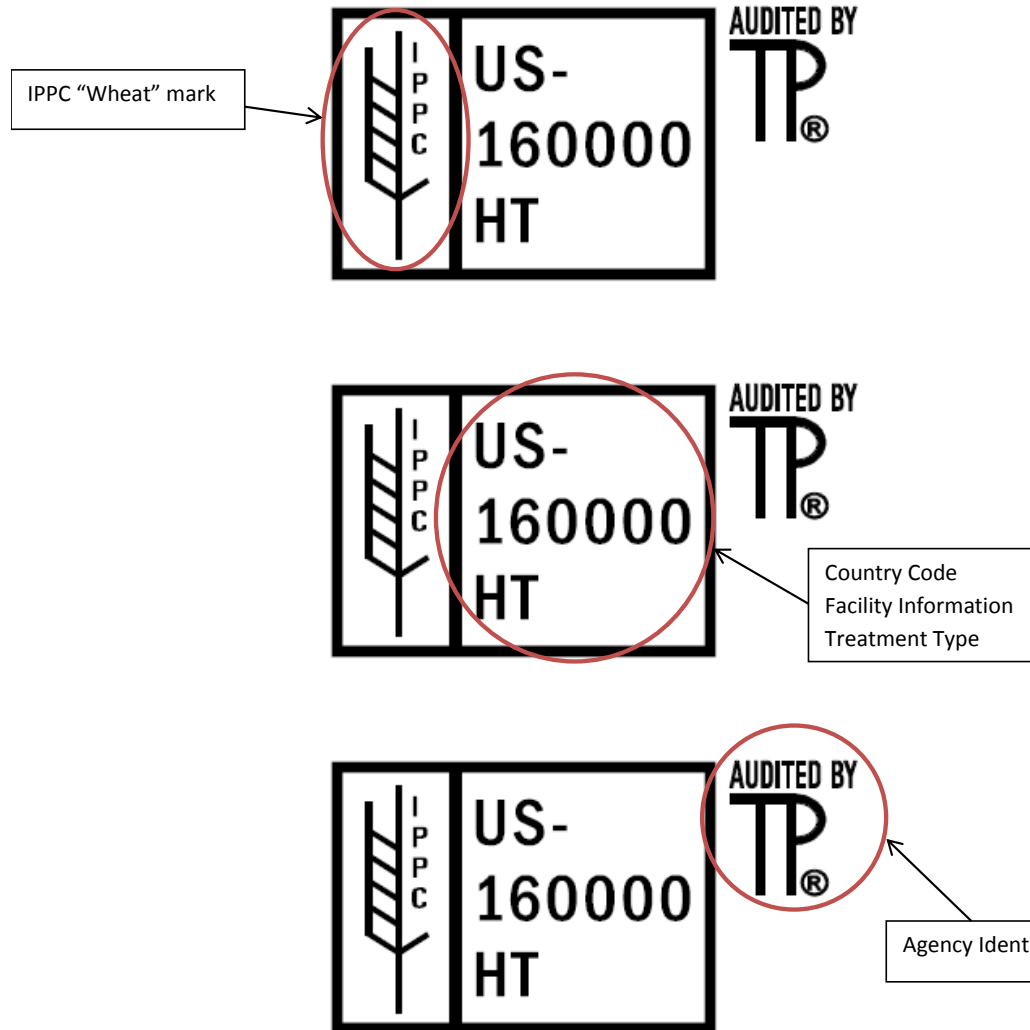 AUDITED BY
TP®
IPPC “Wheat” mark
IPPC
US-
160000
HT
AUDITED BY
TP®
IPPC
US-
160000
HT
Country Code
Facility Information
Treatment Type
AUDITED BY
TP®
IPPC
US-
160000
HT
Agency Ident